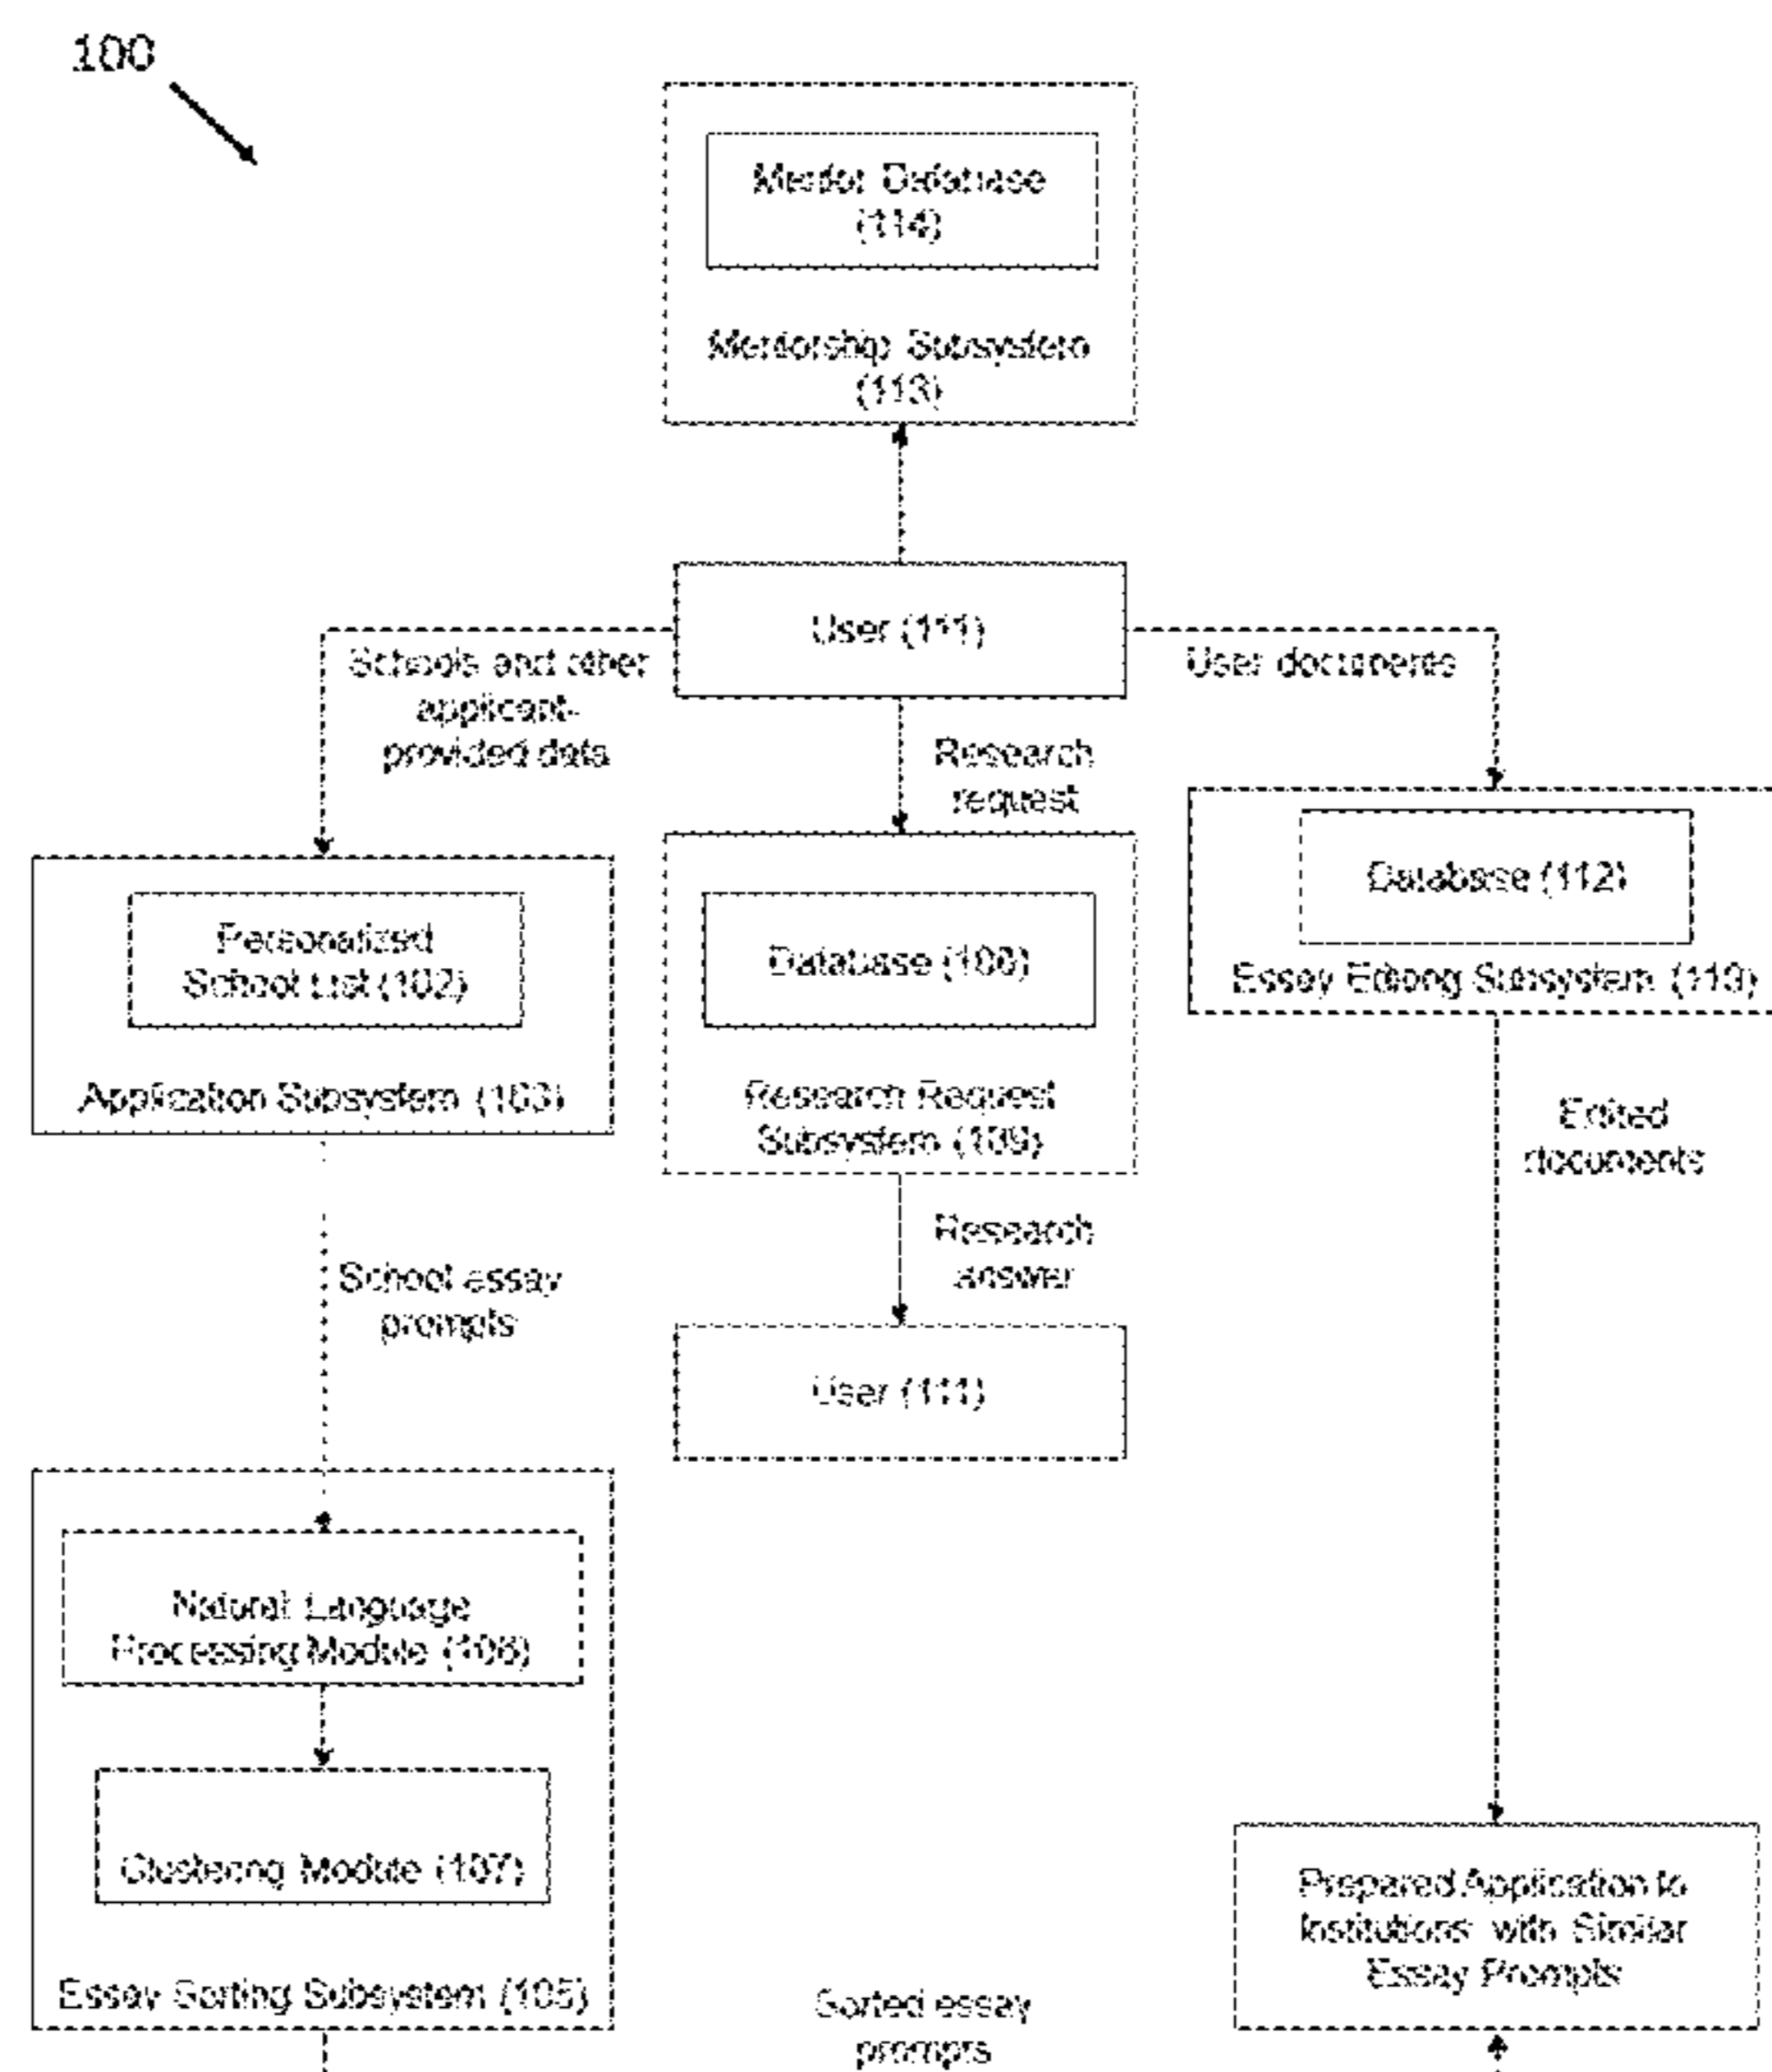 100
Mentor Database
(114)
Mentorship Subsystem
(113)
User (111)
Schools and other
applicant-
provided data
User documents
Research
request
Database (112)
Essay Editing Subsystem
Personalized
School List (102)
Database
Application Subsystem (103)
Research Request
Subsystem (109)
Edited
documents
Research
answer
School essay
prompts
User (111)
Natural Language
Processing Module (106)
Clustering Module (107)
Prepared Application to
Institutions with Similar
Essay Prompts
Essay Sorting Subsystem (105)
Sorted essay
prompts